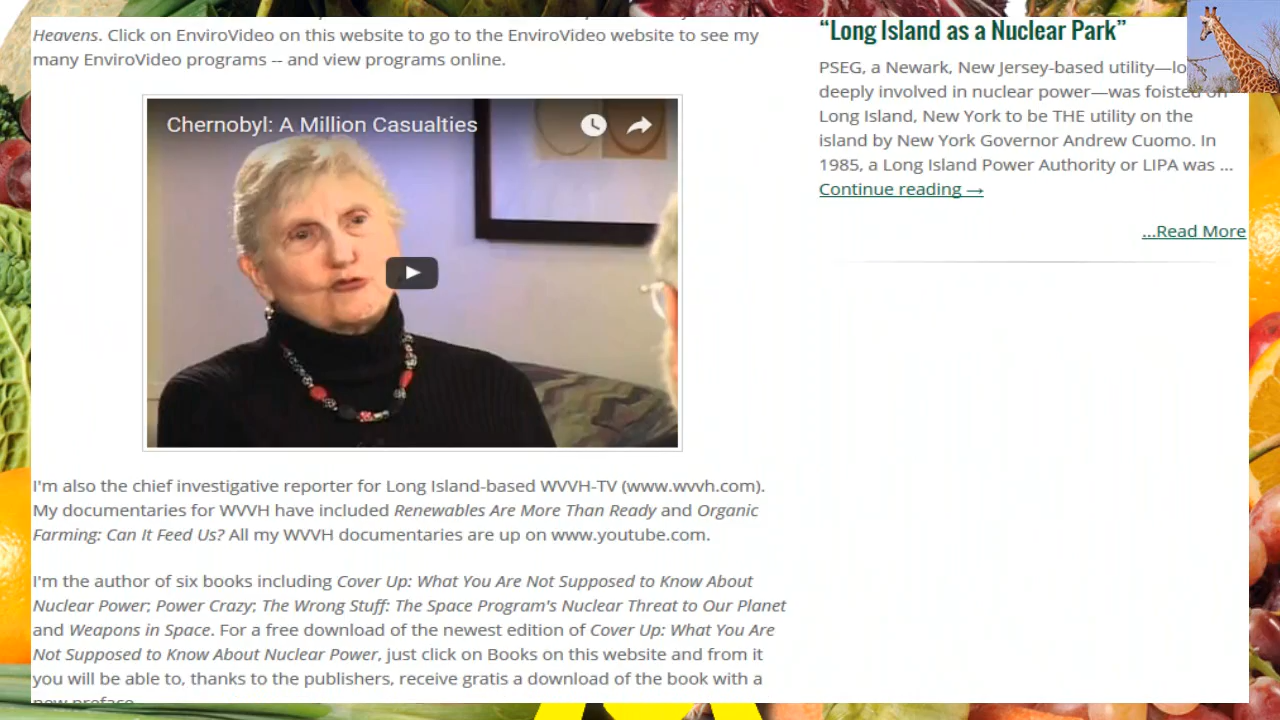 Heavens. Click on EnviroVideo on this website to go to the EnviroVideo website to see my
many EnviroVideo programs -- and view programs online.
Chernobyl: A Million Casualties
I'm also the chief investigative reporter for Long Island-based WVVH-TV (www.wvvh.com).
My documentaries for WVVH have included Renewables Are More Than Ready and Organic
Farming: Can It Feed Us? All my WVVH documentaries are up on www.youtube.com.
I'm the author of six books including Cover Up: What You Are Not Supposed to Know About
Nuclear Power; Power Crazy; The Wrong Stuff: The Space Program's Nuclear Threat to Our Planet
and Weapons in Space. For a free download of the newest edition of Cover Up: What You Are
Not Supposed to Know About Nuclear Power, just click on Books on this website and from it
you will be able to, thanks to the publishers, receive gratis a download of the book with a
new preface.
“Long Island as a Nuclear Park”
PSEG, a Newark, New Jersey-based utility—
deeply involved in nuclear power—was foisted on
Long Island, New York to be THE utility on the
island by New York Governor Andrew Cuomo. In
1985, a Long Island Power Authority or LIPA was ...
Continue reading →
...Read More